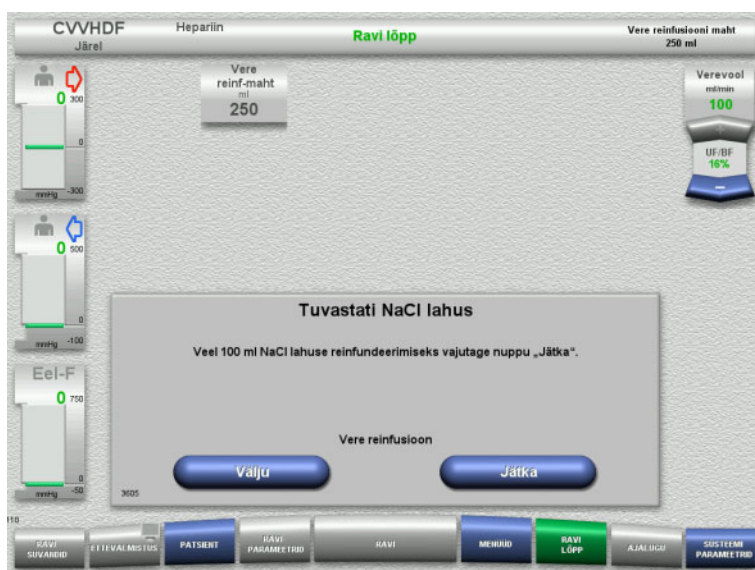 CVVHDF
Järel
Hepariin
Ravi lõpp
Vere reinfusiooni maht
250 ml
0
300
0
mmHg
-300
Vere
reinf-maht
ml
250
Verevool
ml/min
100
+
UF/BF
16%
−
0
500
0
mmHg
-100
Eel-F
0
750
0
mmHg
-50
Tuvastati NaCl lahus
Veel 100 ml NaCl lahuse reinfundeerimiseks vajutage nuppu „Jätka“.
Vere reinfusioon
Välju
Jätka
3605
110
RAVI
SUVANDID
ETTEVALMISTUS
PATSIENT
RAVI
PARAMEETRID
RAVI
MENÜÜD
RAVI
LÕPP
AJALUGU
SÜSTEEMI
PARAMEETRID